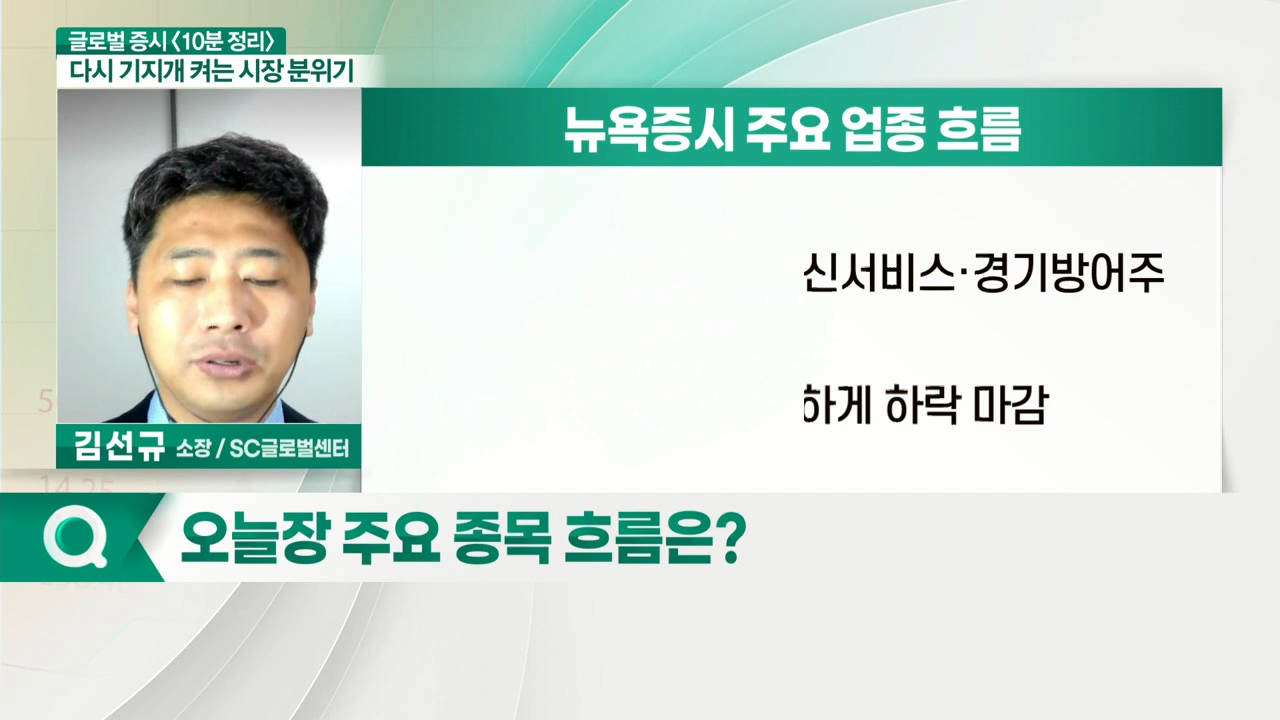 글로벌 증시 <10분 정리>
다시 기지개 켜는 시장 분위기
뉴욕증시 주요 업종 흐름
신서비스·경기방어주
하게 하락 마감
김선규 소장 / SC글로벌센터
14.25
오늘장 주요 종목 흐름은?